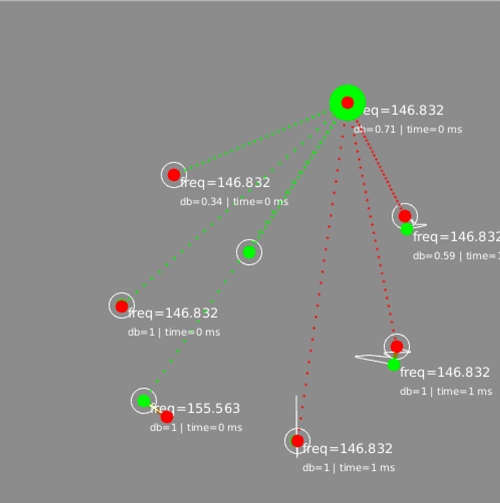 eq=146.832
db=0.71 | time=0 ms
freq=146.832
db=0.34 | time=0 ms
freq=146.832
db=0.59 | time=1
freq=146.832
db=1 | time=0 ms
freq=146.832
db=1 | time=1 ms
freq=155.563
db=1 | time=0 ms
freq=146.832
db=1 | time=1 ms